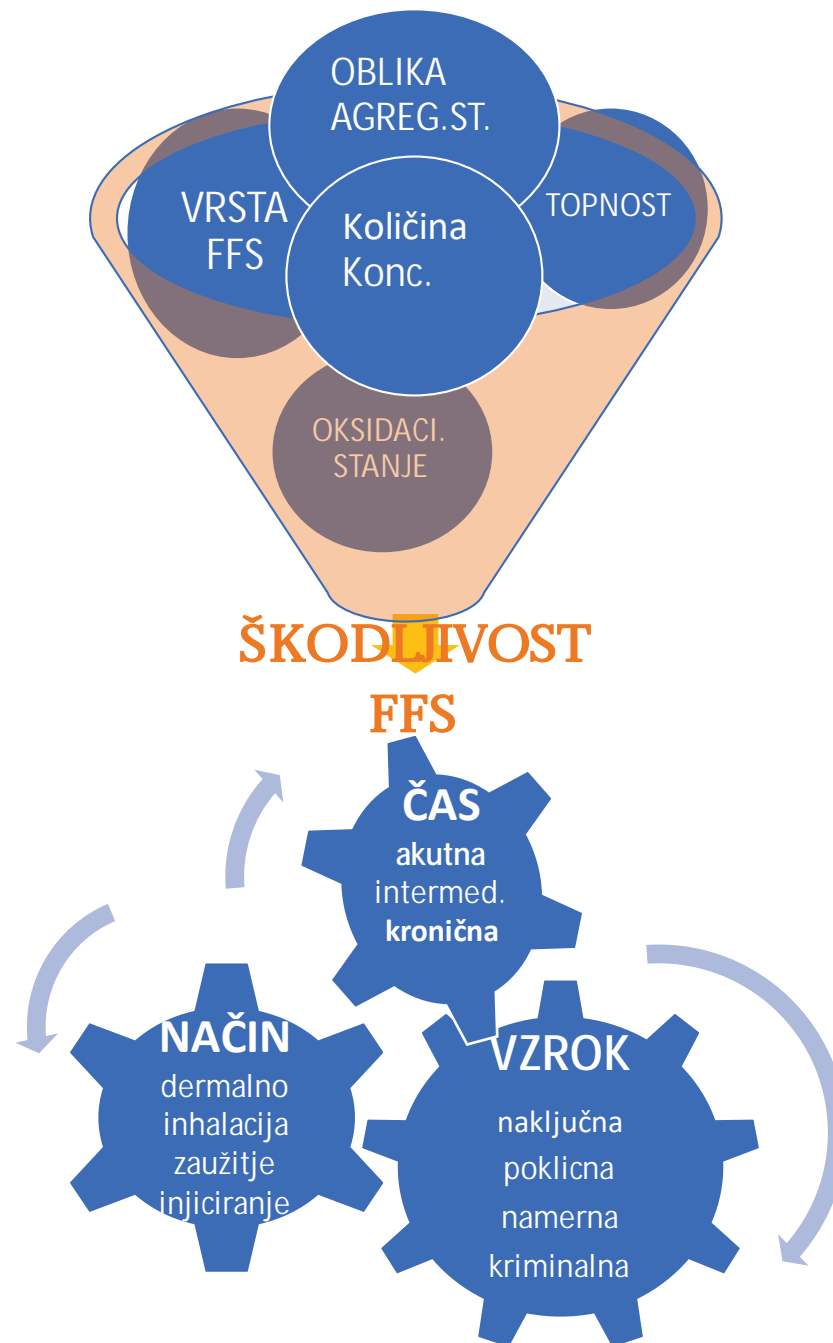 OBLIKA
AGREG.ST.
VRSTA
FFS
Količina
Konc.
TOPNOST
OKSIDACI.
STANJE
ŠKODLJIVOST
FFS
ČAS
akutna
intermed.
kronična
NAČIN
dermalno
inhalacija
zaužitje
injiciranje
VZROK
naključna
poklicna
namerna
kriminalna